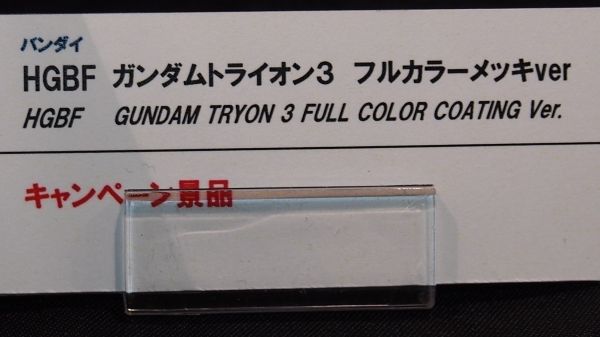 バンダイ
HGBF ガンダムトライオン3 フルカラーメッキver
HGBF GUNDAM TRYON 3 FULL COLOR COATING Ver.
キャンペーン景品